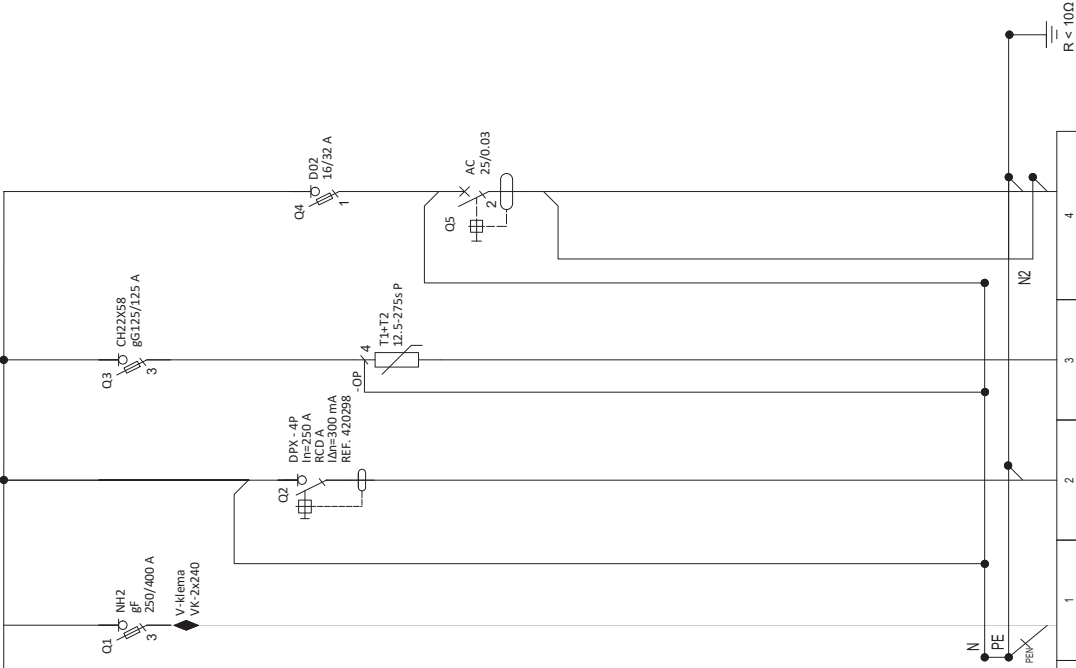 Q1
NH2
gF
250/400 A
3
V-klema
VK-2x240
Q2
DPX - 4P
In=250 A
RCD A
IΔn=300 mA
REF. 420298
Q3
CH22X58
gG125/125 A
3
-OP
4
T1+T2
12.5-275s P
Q4
D02
16/32 A
1
Q5
AC
25/0.03
2
N
PE
PEN
N2
R < 10Ω
1
2
3
4